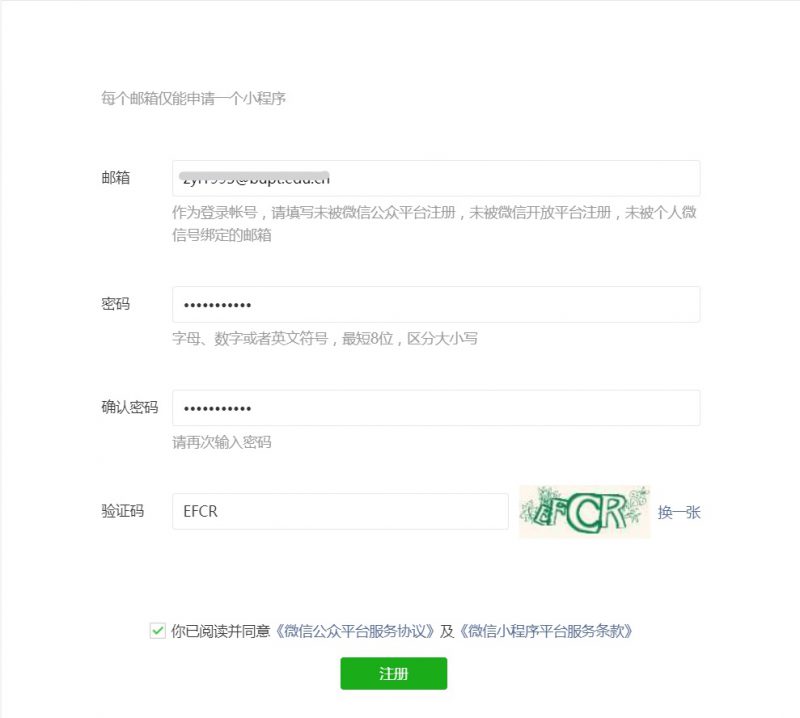 每个邮箱仅能申请一个小程序
邮箱
作为登录帐号，请填写未被微信公众平台注册，未被微信开放平台注册，未被个人微
信号绑定的邮箱
密码
•••••••••••
字母、数字或者英文符号，最短8位，区分大小写
确认密码
•••••••••••
请再次输入密码
验证码 EFCR EFCR 换一张
你已阅读并同意《微信公众平台服务协议》及《微信小程序平台服务条款》
注册